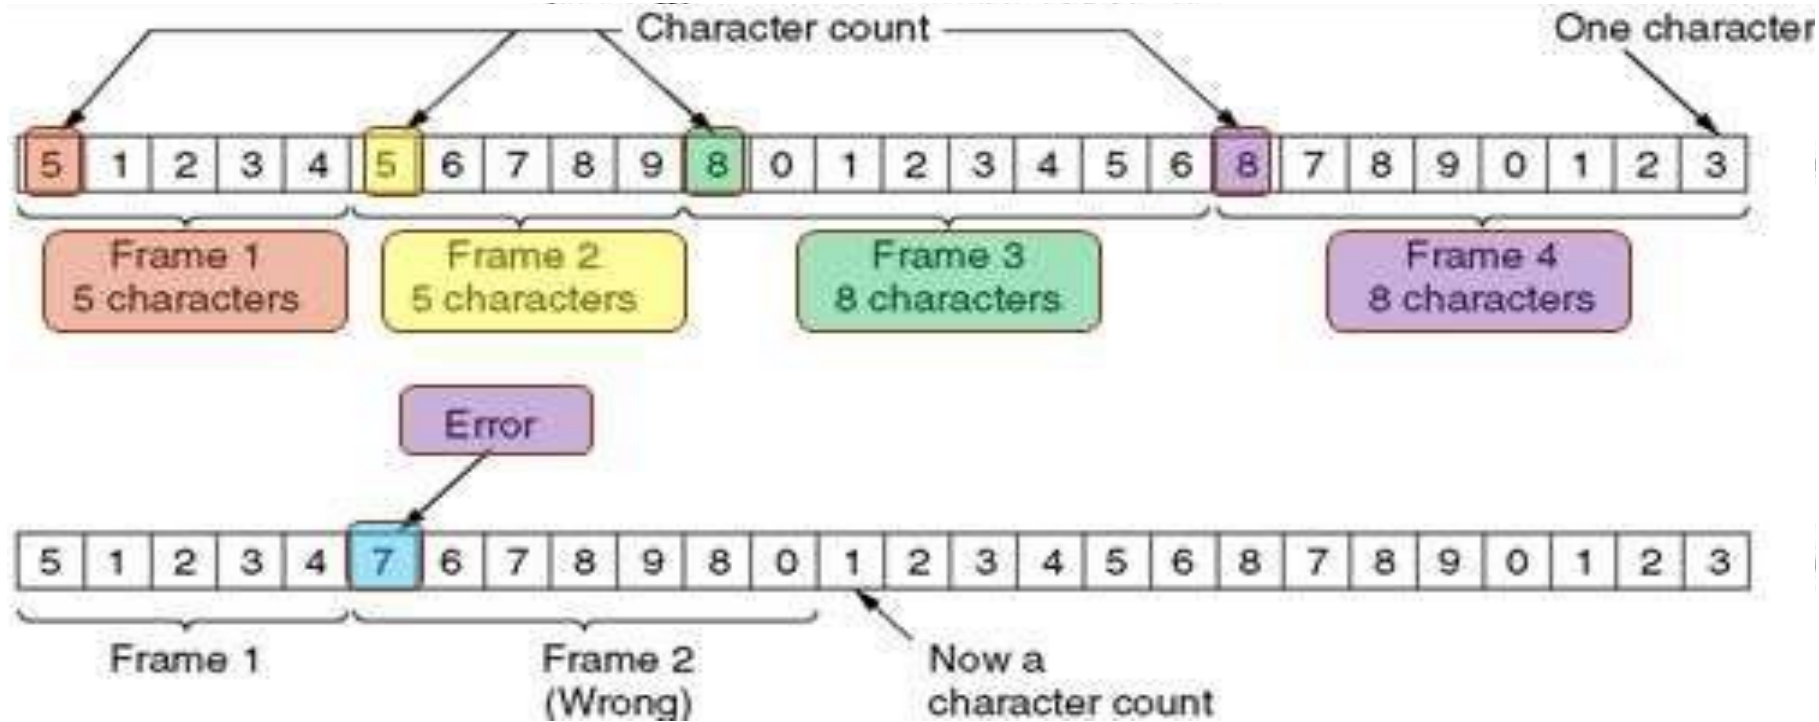 Character count
One character
5 1 2 3 4 5 6 7 8 9 8 0 1 2 3 4 5 6 8 7 8 9 0 1 2 3
Frame 1
5 characters
Frame 2
5 characters
Frame 3
8 characters
Frame 4
8 characters
Error
5 1 2 3 4 7 6 7 8 9 8 0 1 2 3 4 5 6 8 7 8 9 0 1 2 3
Frame 1
Frame 2
(Wrong)
Now a
character count